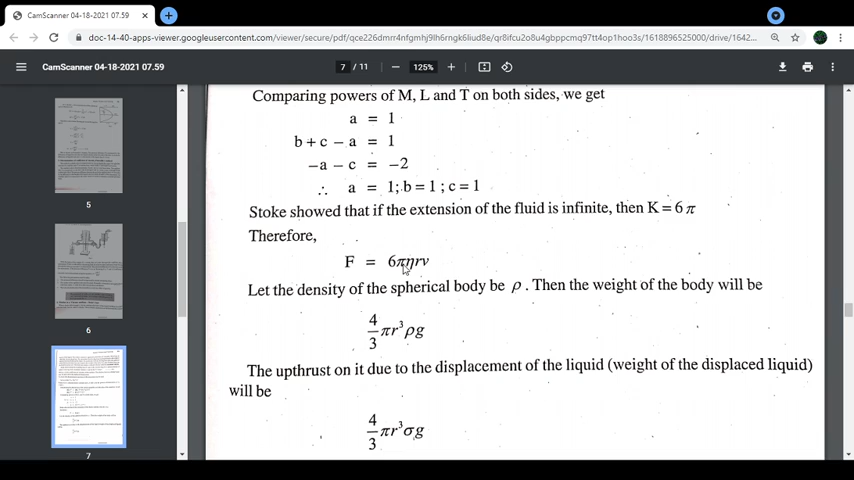 CamScanner 04-18-2021 07.59
doc-14-40-apps-viewer.googleusercontent.com/viewer/secure/pdf/qce226dmrr4nfgmhj9lh6rngk6liud8e/qr8ifcu2o8u4gbppcmq97tt4op1hoo3s/1618896525000/drive/1642...
CamScanner 04-18-2021 07.59
7 / 11
125%
Comparing powers of M, L and T on both sides, we get
a = 1
b + c − a = 1
−a − c = −2
∴ a = 1; b = 1 ; c = 1
Stoke showed that if the extension of the fluid is infinite, then K = 6 π
Therefore,
F = 6πηrv
Let the density of the spherical body be ρ . Then the weight of the body will be
4/3 πr³ρg
The upthrust on it due to the displacement of the liquid (weight of the displaced liquid)
will be
4/3 πr³σg
5
6
7